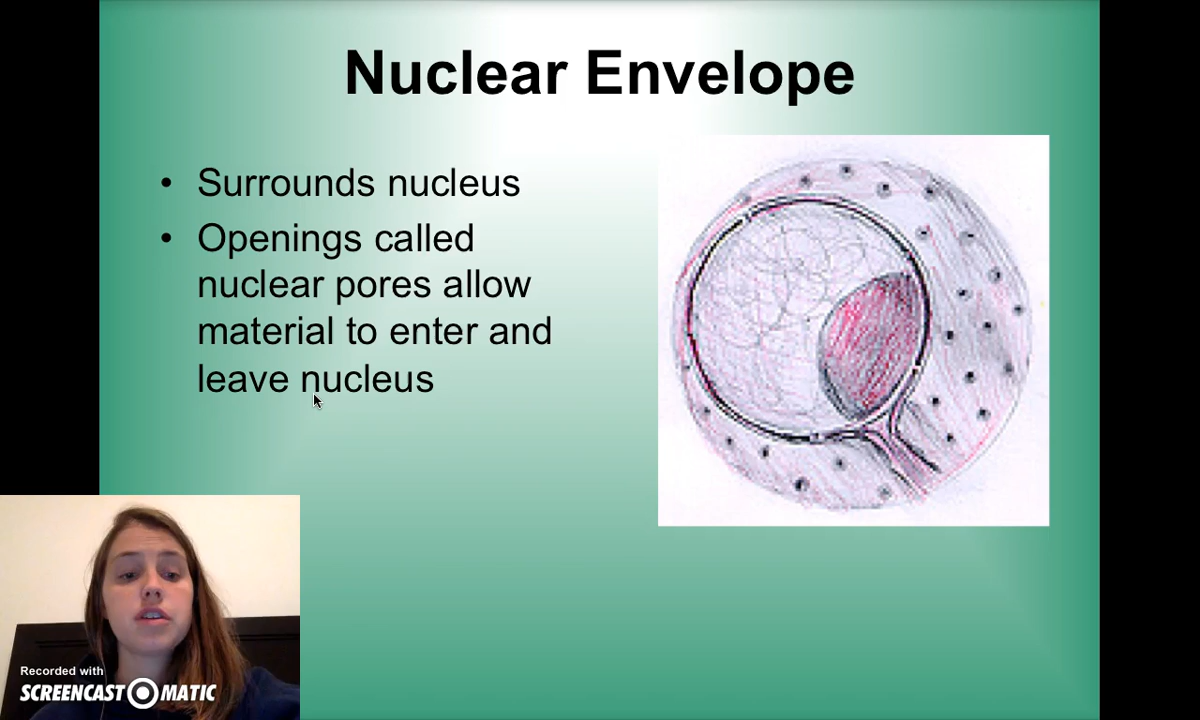 Nuclear Envelope
• Surrounds nucleus
• Openings called
nuclear pores allow
material to enter and
leave nucleus
Recorded with
SCREENCAST O MATIC